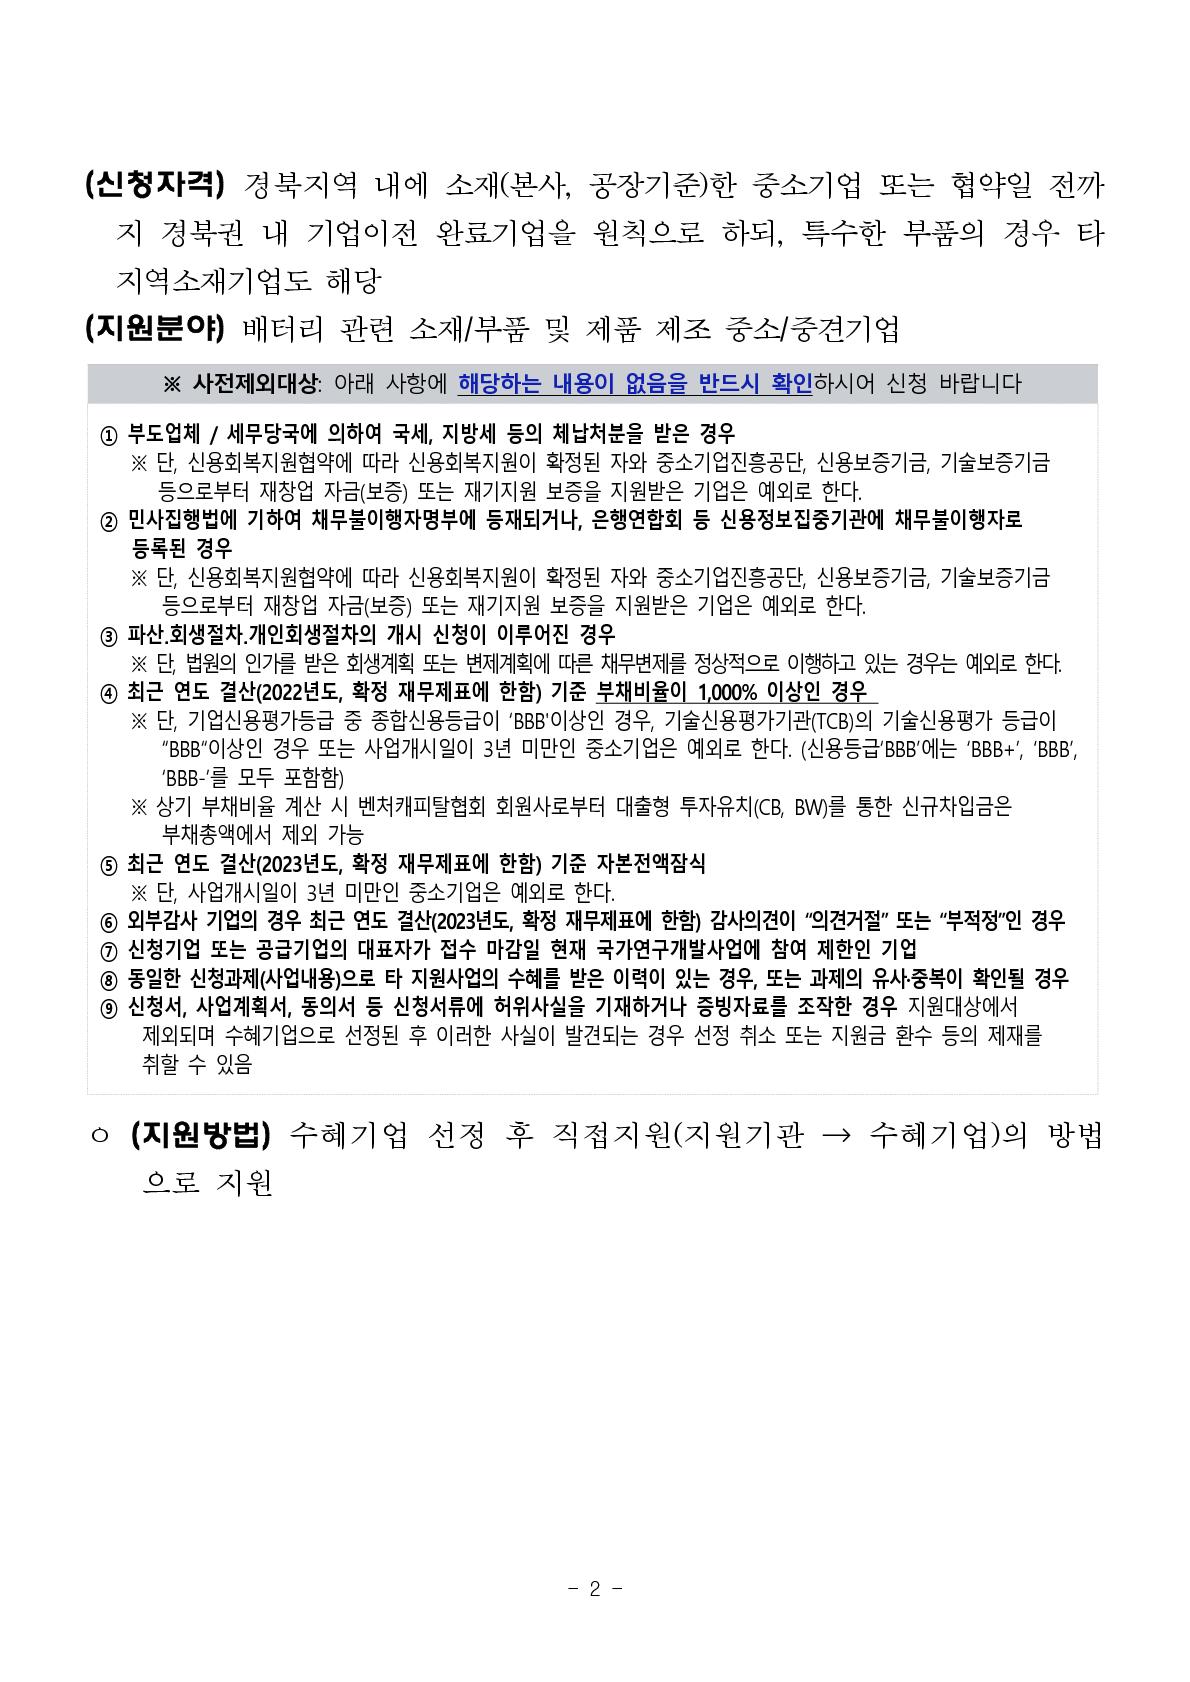 (신청자격) 경북지역 내에 소재(본사, 공장기준)한 중소기업 또는 협약일 전까
지 경북권 내 기업이전 완료기업을 원칙으로 하되, 특수한 부품의 경우 타
지역소재기업도 해당
(지원분야) 배터리 관련 소재/부품 및 제품 제조 중소/중견기업
※ 사전제외대상: 아래 사항에 해당하는 내용이 없음을 반드시 확인하시어 신청 바랍니다
① 부도업체 / 세무당국에 의하여 국세, 지방세 등의 체납처분을 받은 경우
※ 단, 신용회복지원협약에 따라 신용회복지원이 확정된 자와 중소기업진흥공단, 신용보증기금, 기술보증기금
등으로부터 재창업 자금(보증) 또는 재기지원 보증을 지원받은 기업은 예외로 한다.
② 민사집행법에 기하여 채무불이행자명부에 등재되거나, 은행연합회 등 신용정보집중기관에 채무불이행자로
등록된 경우
※ 단, 신용회복지원협약에 따라 신용회복지원이 확정된 자와 중소기업진흥공단, 신용보증기금, 기술보증기금
등으로부터 재창업 자금(보증) 또는 재기지원 보증을 지원받은 기업은 예외로 한다.
③ 파산.회생절차.개인회생절차의 개시 신청이 이루어진 경우
※ 단, 법원의 인가를 받은 회생계획 또는 변제계획에 따른 채무변제를 정상적으로 이행하고 있는 경우는 예외로 한다.
④ 최근 연도 결산(2022년도, 확정 재무제표에 한함) 기준 부채비율이 1,000% 이상인 경우
※ 단, 기업신용평가등급 중 종합신용등급이 ‘BBB'이상인 경우, 기술신용평가기관(TCB)의 기술신용평가 등급이
“BBB“이상인 경우 또는 사업개시일이 3년 미만인 중소기업은 예외로 한다. (신용등급’BBB’에는 ‘BBB+’, ‘BBB’,
‘BBB-’를 모두 포함함)
※ 상기 부채비율 계산 시 벤처캐피탈협회 회원사로부터 대출형 투자유치(CB, BW)를 통한 신규차입금은
부채총액에서 제외 가능
⑤ 최근 연도 결산(2023년도, 확정 재무제표에 한함) 기준 자본전액잠식
※ 단, 사업개시일이 3년 미만인 중소기업은 예외로 한다.
⑥ 외부감사 기업의 경우 최근 연도 결산(2023년도, 확정 재무제표에 한함) 감사의견이 “의견거절” 또는 “부적정”인 경우
⑦ 신청기업 또는 공급기업의 대표자가 접수 마감일 현재 국가연구개발사업에 참여 제한인 기업
⑧ 동일한 신청과제(사업내용)으로 타 지원사업의 수혜를 받은 이력이 있는 경우, 또는 과제의 유사·중복이 확인될 경우
⑨ 신청서, 사업계획서, 동의서 등 신청서류에 허위사실을 기재하거나 증빙자료를 조작한 경우 지원대상에서
제외되며 수혜기업으로 선정된 후 이러한 사실이 발견되는 경우 선정 취소 또는 지원금 환수 등의 제재를
취할 수 있음
ㅇ (지원방법) 수혜기업 선정 후 직접지원(지원기관 → 수혜기업)의 방법
으로 지원
- 2 -